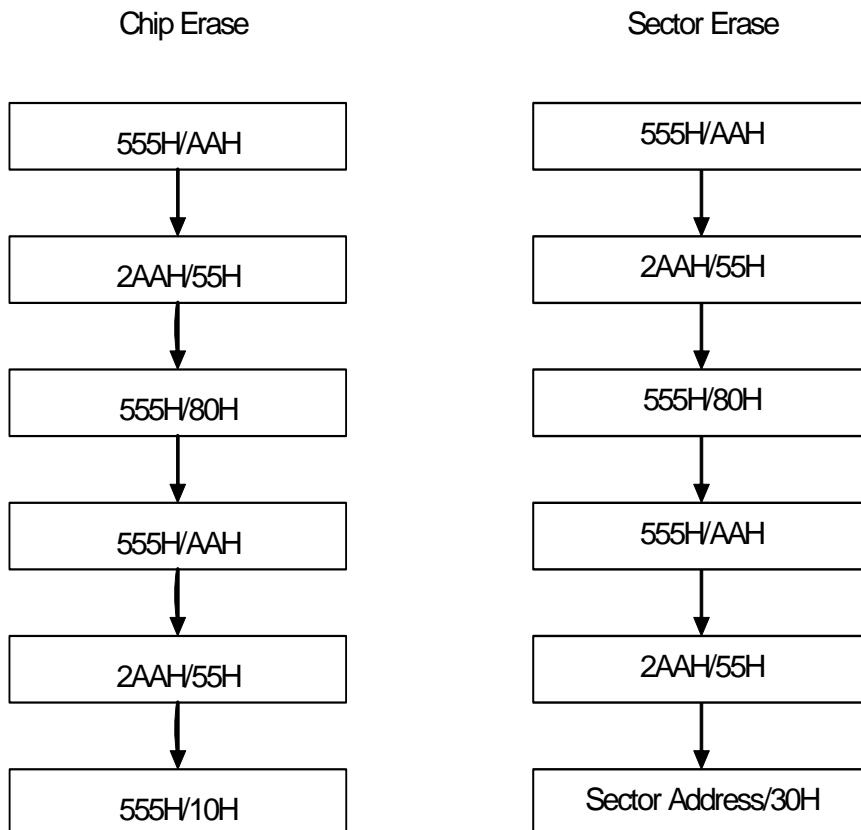 Chip Erase
555H/AAH
2AAH/55H
555H/80H
555H/AAH
2AAH/55H
555H/10H
Sector Erase
555H/AAH
2AAH/55H
555H/80H
555H/AAH
2AAH/55H
Sector Address/30H